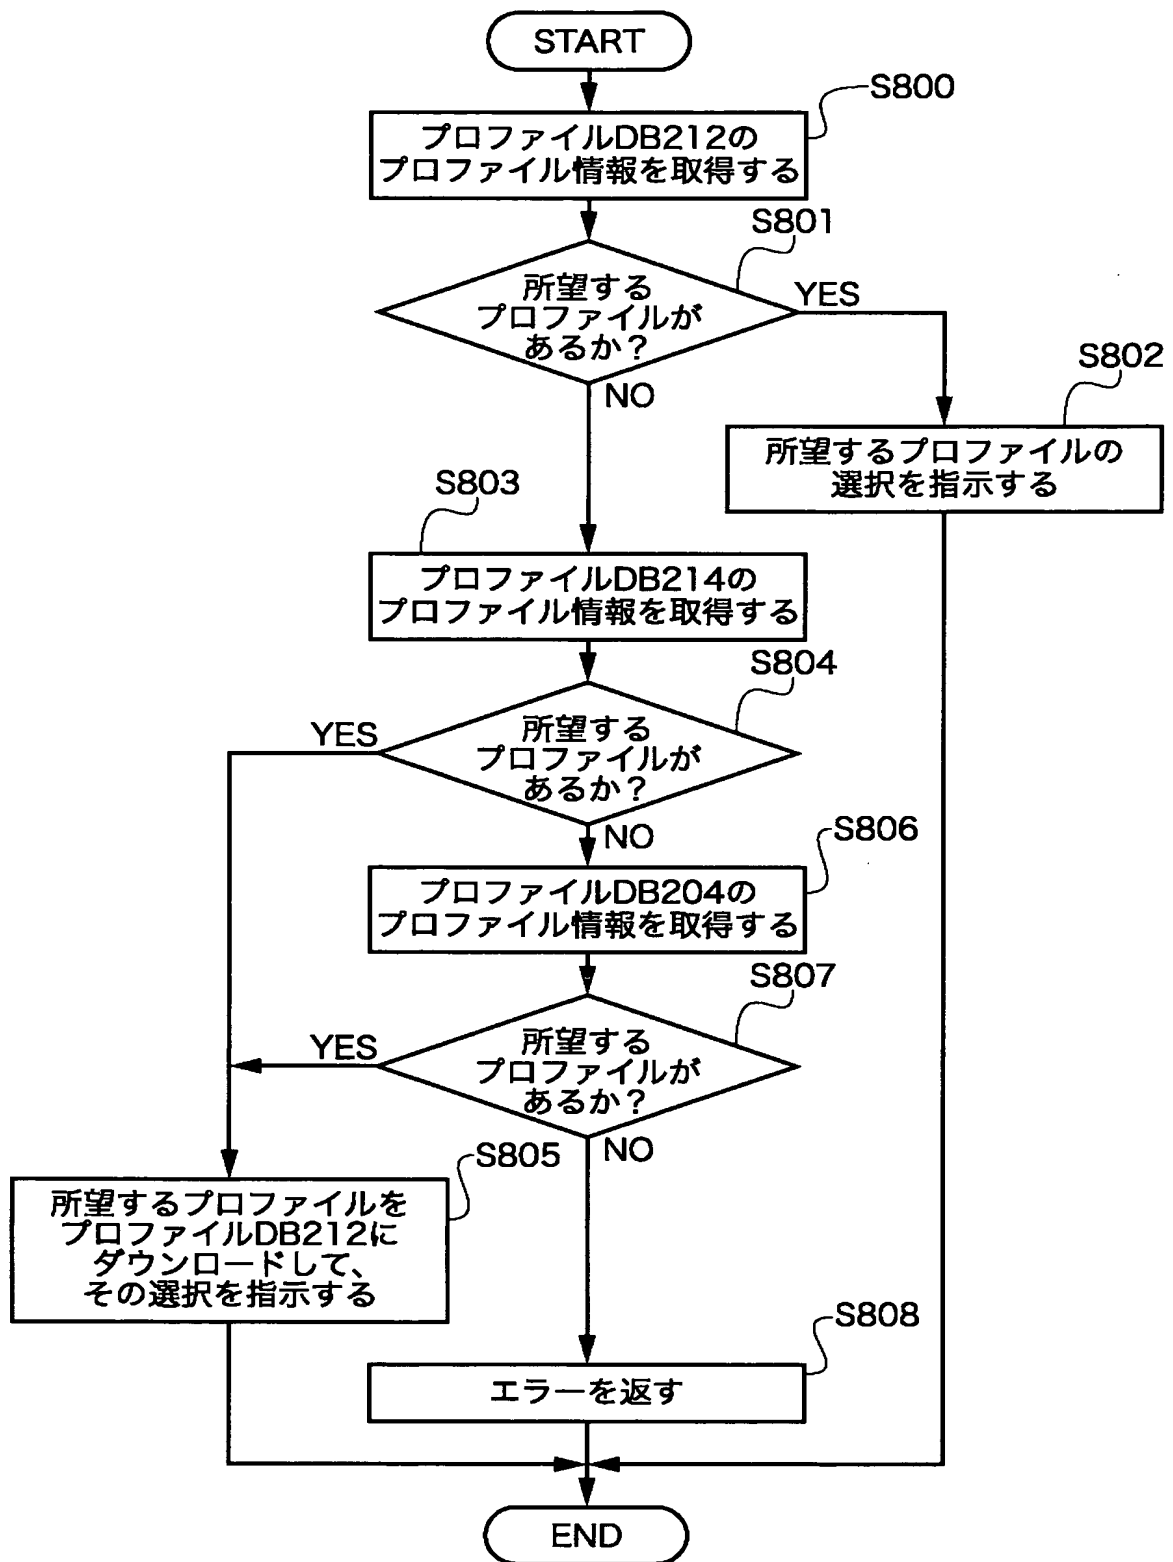 START
S800
プロファイルDB212の
プロファイル情報を取得する
S801
所望する
プロファイルが
あるか？
YES
NO
S802
所望するプロファイルの
選択を指示する
S803
プロファイルDB214の
プロファイル情報を取得する
S804
所望する
プロファイルが
あるか？
YES
NO
S806
プロファイルDB204の
プロファイル情報を取得する
S807
所望する
プロファイルが
あるか？
YES
NO
S805
所望するプロファイルを
プロファイルDB212に
ダウンロードして、
その選択を指示する
S808
エラーを返す
END